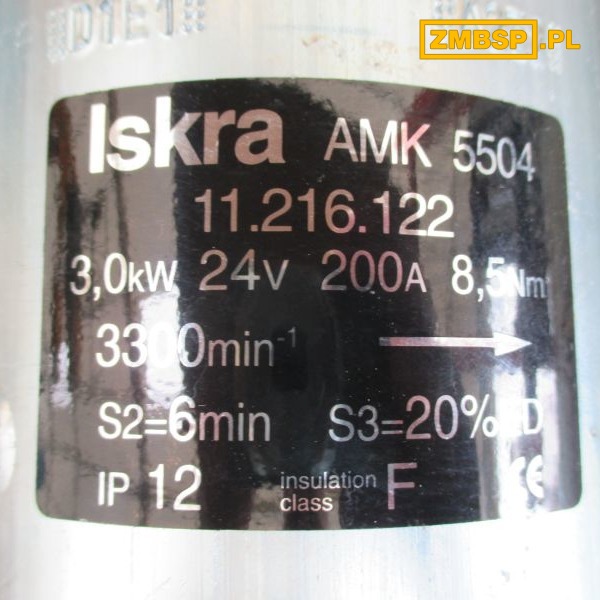 ZMBSP.PL
Iskra AMK 5504
11.216.122
3,0kW 24V 200A 8,5Nm
3300min⁻¹
S2=6min S3=20% D
IP 12 insulation class F CE